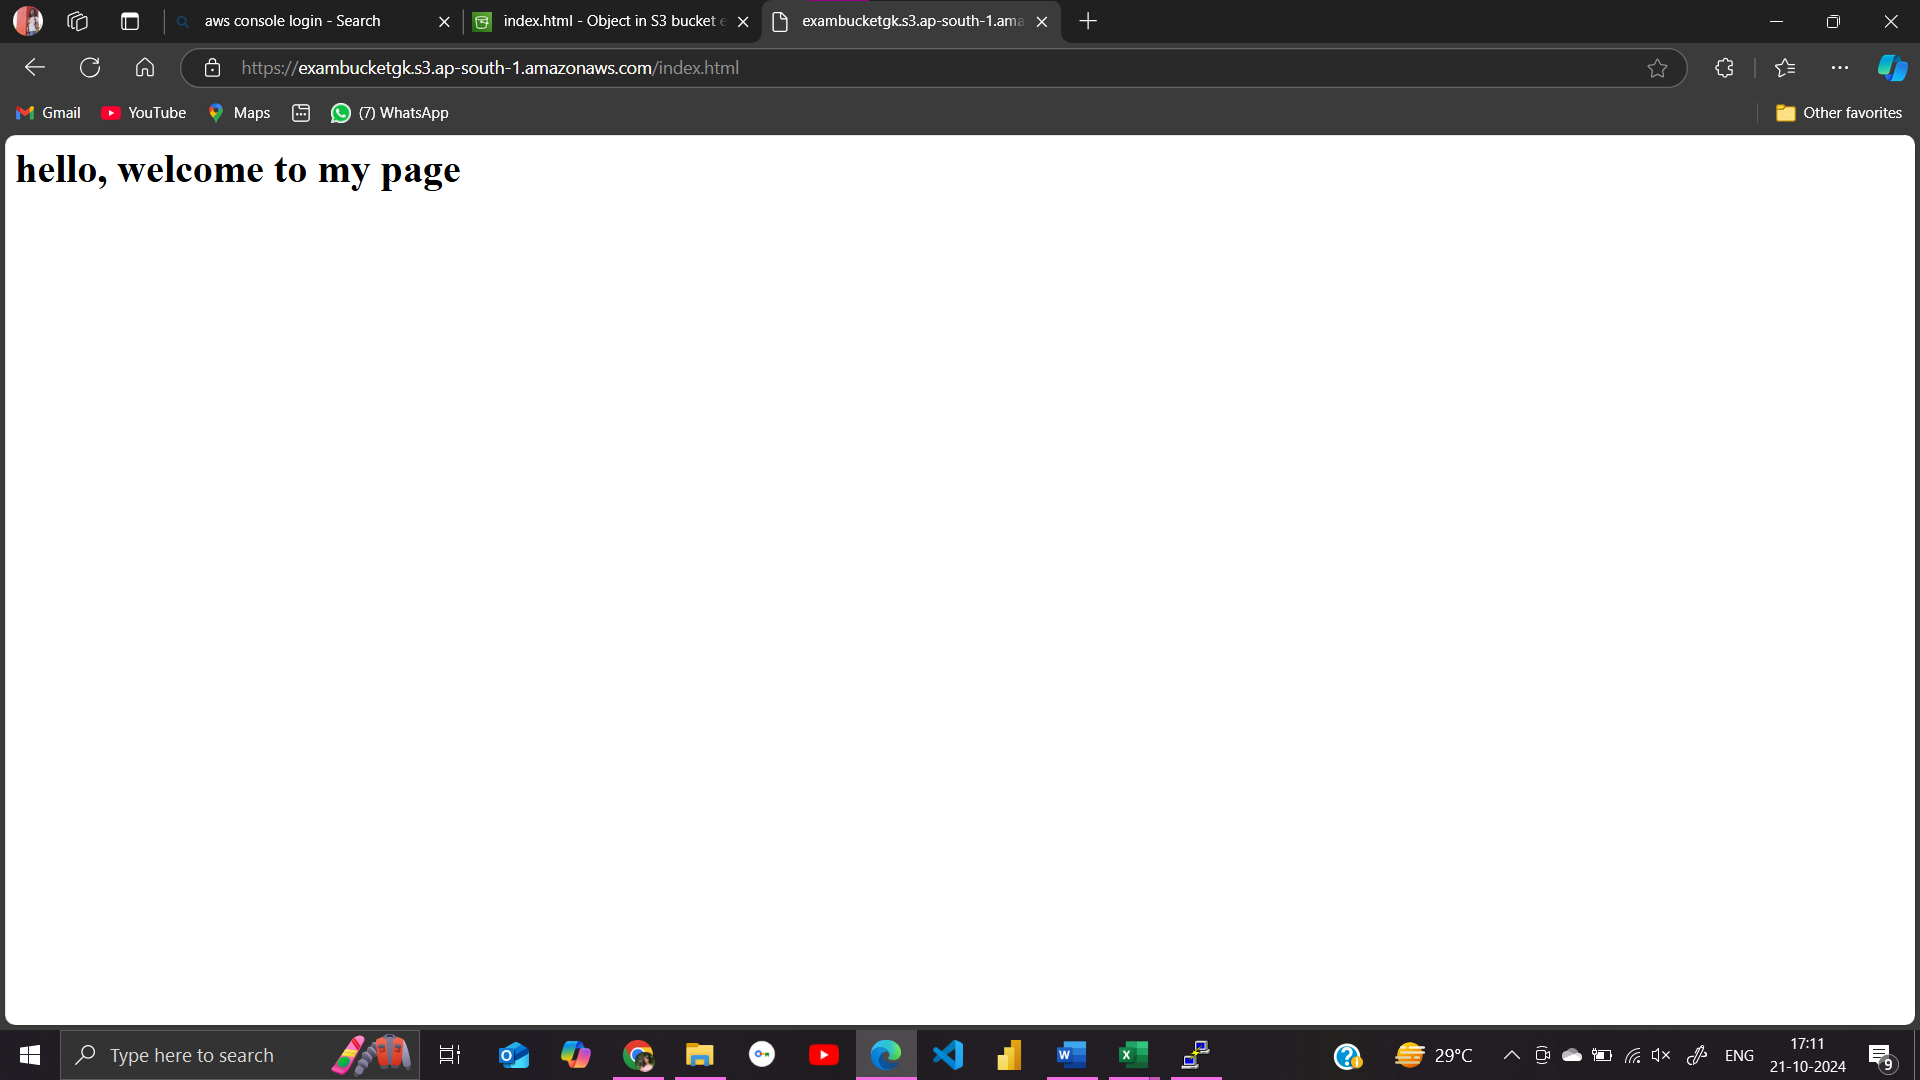 aws console login - Search
index.html - Object in S3 bucket e
exambucketgk.s3.ap-south-1.ama
https://exambucketgk.s3.ap-south-1.amazonaws.com/index.html
Gmail
YouTube
Maps
(7) WhatsApp
Other favorites
hello, welcome to my page
Type here to search
29°C
ENG
17:11
21-10-2024
9